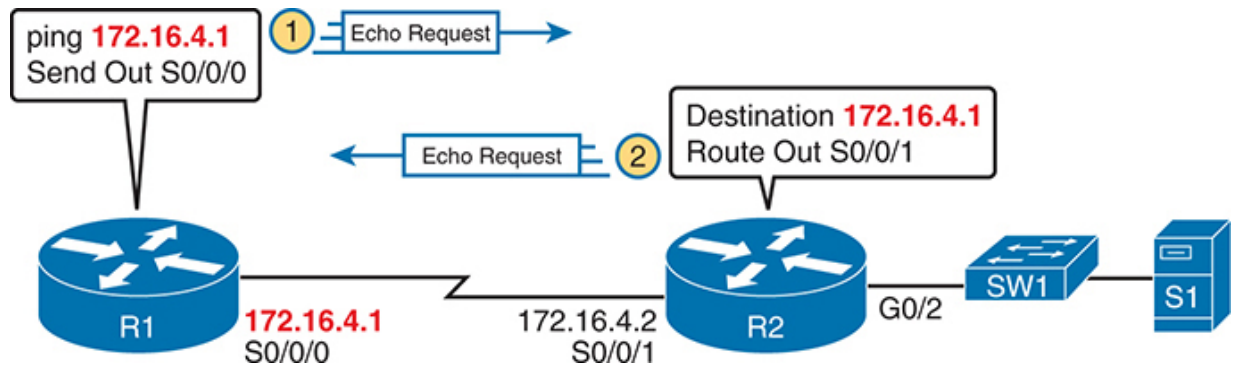 ping 172.16.4.1
Send Out S0/0/0
1
Echo Request
Destination 172.16.4.1
Route Out S0/0/1
Echo Request
2
R1
172.16.4.1
S0/0/0
172.16.4.2
S0/0/1
R2
G0/2
SW1
S1